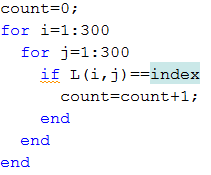 count=0;
for i=1:300
for j=1:300
if L(i,j)==index
count=count+1;
end
end
end